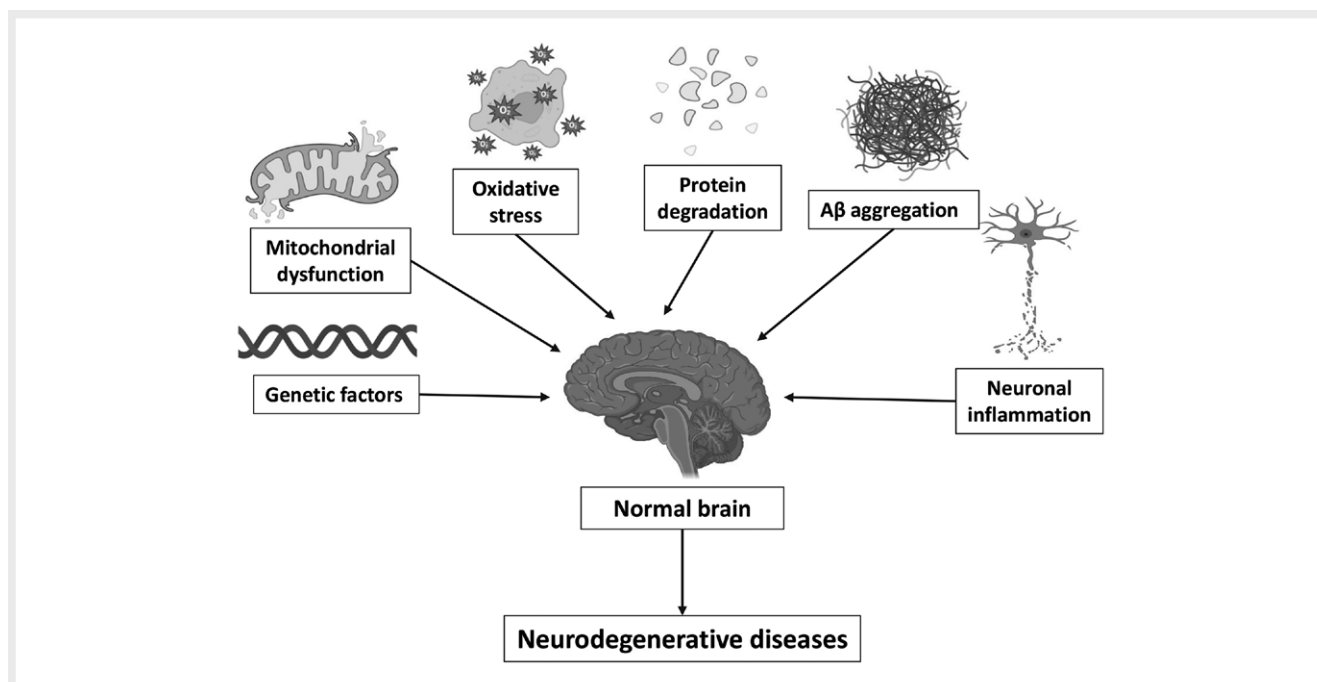 Oxidative
stress
Protein
degradation
Aβ aggregation
Mitochondrial
dysfunction
Genetic factors
Neuronal
inflammation
Normal brain
Neurodegenerative diseases